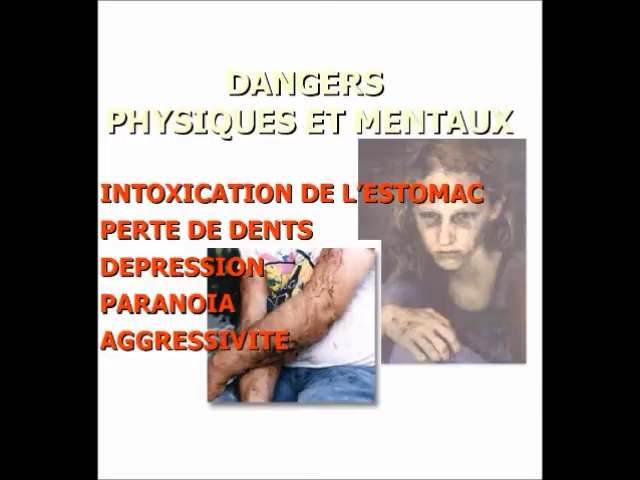 DANGERS
PHYSIQUES ET MENTAUX
INTOXICATION DE L'ESTOMAC
PERTE DE DENTS
DEPRESSION
PARANOIA
AGGRESSIVITE